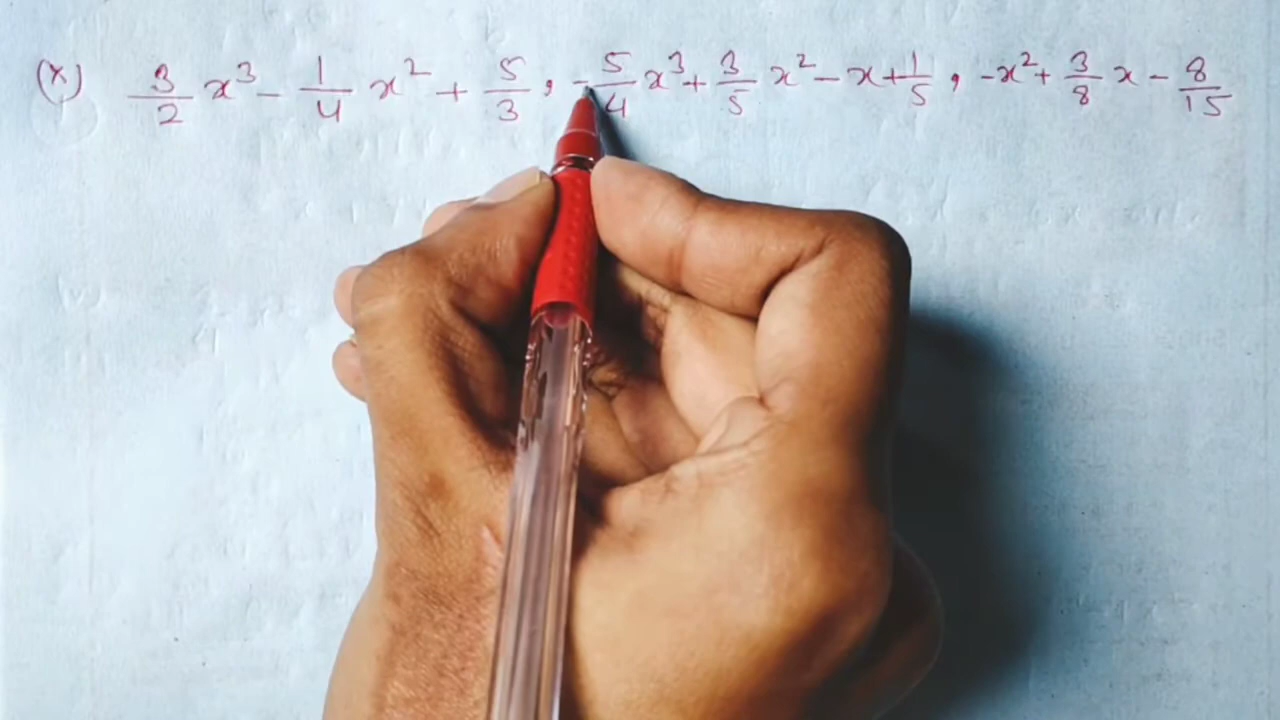 (x) 3/2 x³ - 1/4 x² + 5/3 , -5/4 x³ + 3/5 x² - x + 1/5 , -x² + 3/8 x - 8/15